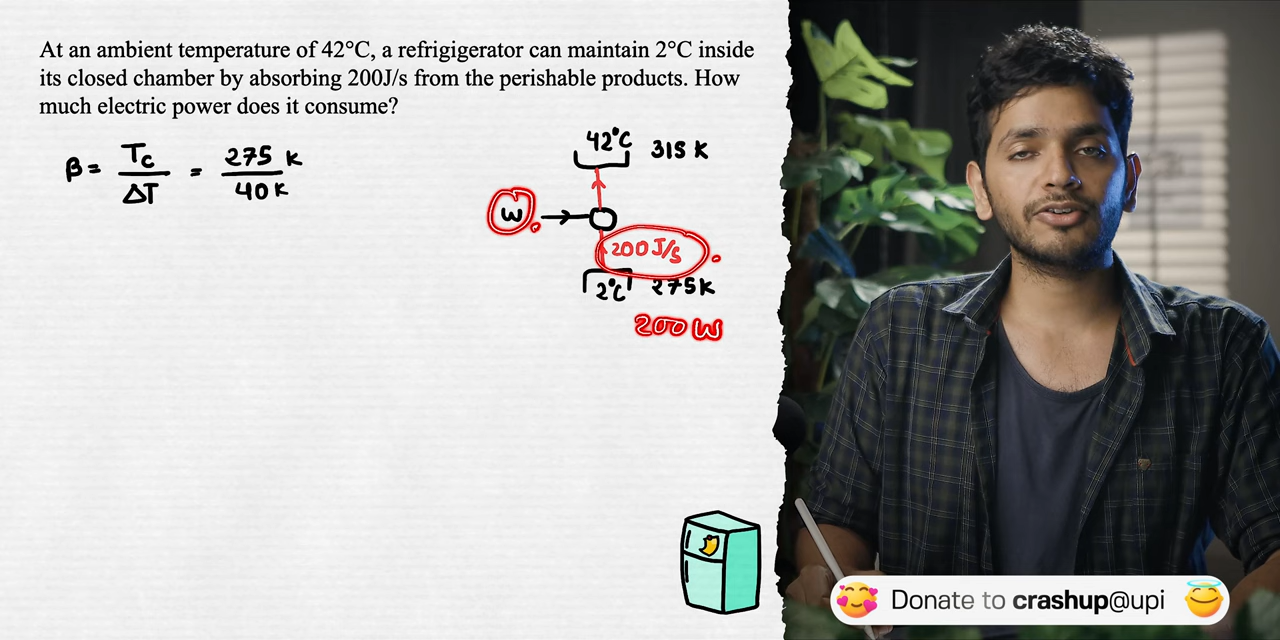 At an ambient temperature of 42°C, a refrigigerator can maintain 2°C inside
its closed chamber by absorbing 200J/s from the perishable products. How
much electric power does it consume?
β = Tc / ΔT = 275 K / 40 K
42°C 315 K
W
200 J/s
2°C 275K
200 W
Donate to crashup@upi